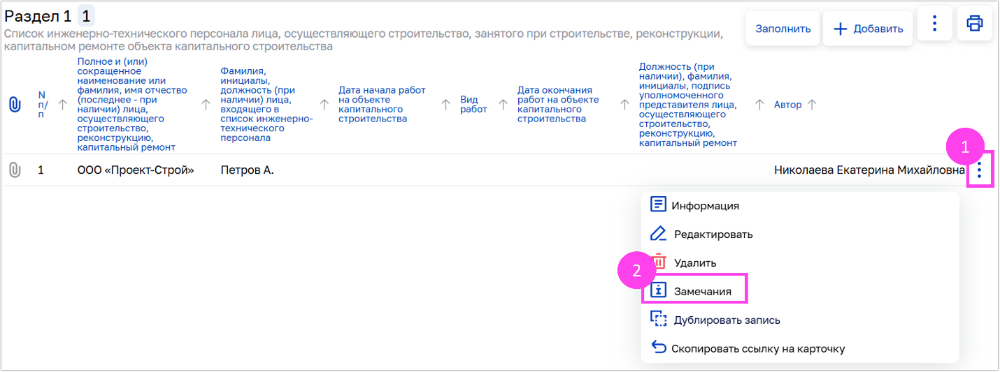 Раздел 1 1
Список инженерно-технического персонала лица, осуществляющего строительство, занятого при строительстве, реконструкции,
капитальном ремонте объекта капитального строительства
Заполнить
Добавить
N
п/
п
Полное и (или)
сокращенное
наименование или
фамилия, имя отчество
(последнее - при
наличии) лица,
осуществляющего
строительство,
реконструкцию,
капитальный ремонт
Фамилия,
инициалы,
должность (при
наличии) лица,
входящего в
список инженерно-
технического
персонала
Дата начала работ
на объекте
капитального
строительства
Вид
работ
Дата окончания
работ на объекте
капитального
строительства
Должность (при
наличии), фамилия,
инициалы, подпись
уполномоченного
представителя лица,
осуществляющего
строительство,
реконструкцию,
капитальный ремонт
Автор
1
1 ООО «Проект-Строй» Петров А. Николаева Екатерина Михайловна
Информация
Редактировать
Удалить
2
Замечания
Дублировать запись
Скопировать ссылку на карточку